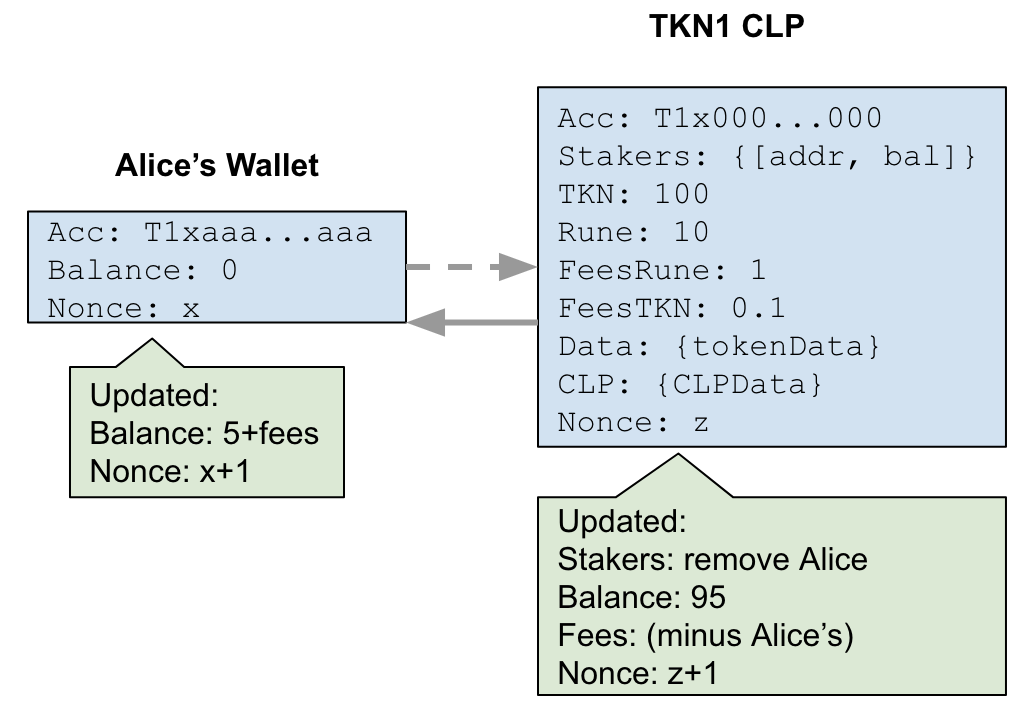 TKN1 CLP
Alice’s Wallet
Acc: T1xaaa...aaa
Balance: 0
Nonce: x
Updated:
Balance: 5+fees
Nonce: x+1
Acc: T1x000...000
Stakers: {[addr, bal]}
TKN: 100
Rune: 10
FeesRune: 1
FeesTKN: 0.1
Data: {tokenData}
CLP: {CLPData}
Nonce: z
Updated:
Stakers: remove Alice
Balance: 95
Fees: (minus Alice’s)
Nonce: z+1